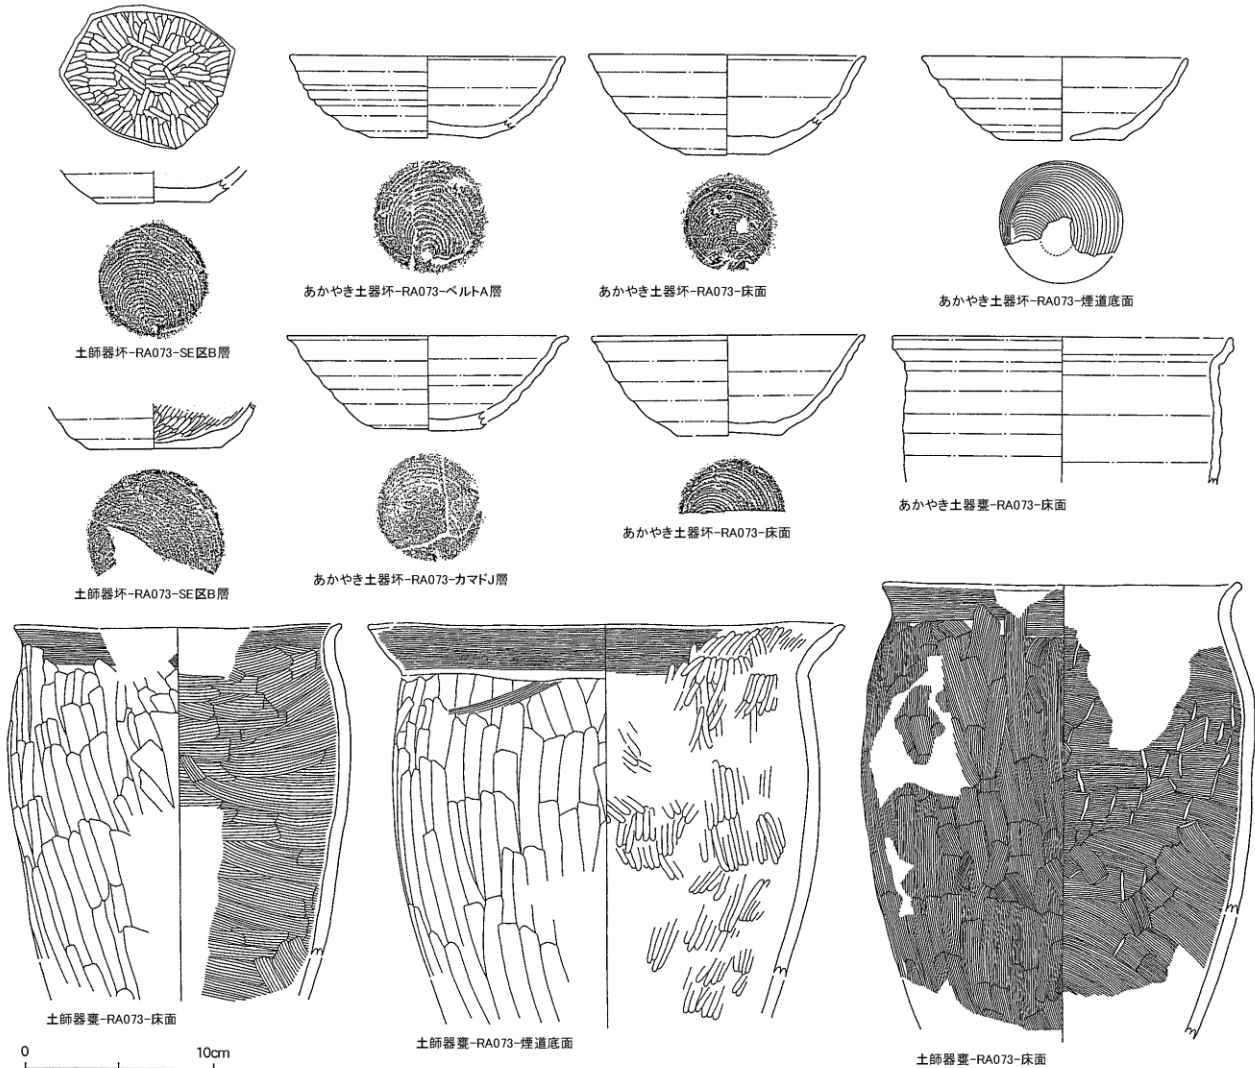 あかやき土器坏-RA073-ベルトA層
あかやき土器坏-RA073-床面
あかやき土器坏-RA073-煙道底面
土師器坏-RA073-SE区B層
あかやき土器甕-RA073-床面
あかやき土器坏-RA073-床面
あかやき土器坏-RA073-カマドJ層
土師器坏-RA073-SE区B層
土師器甕-RA073-床面
土師器甕-RA073-煙道底面
土師器甕-RA073-床面
0 10cm